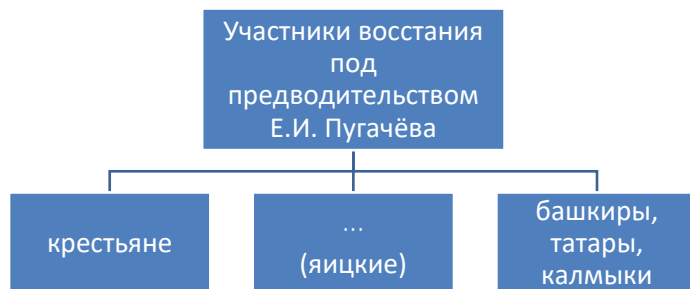 Участники восстания
под
предводительством
Е.И. Пугачёва
крестьяне
...
(яицкие)
башкиры,
татары,
калмыки